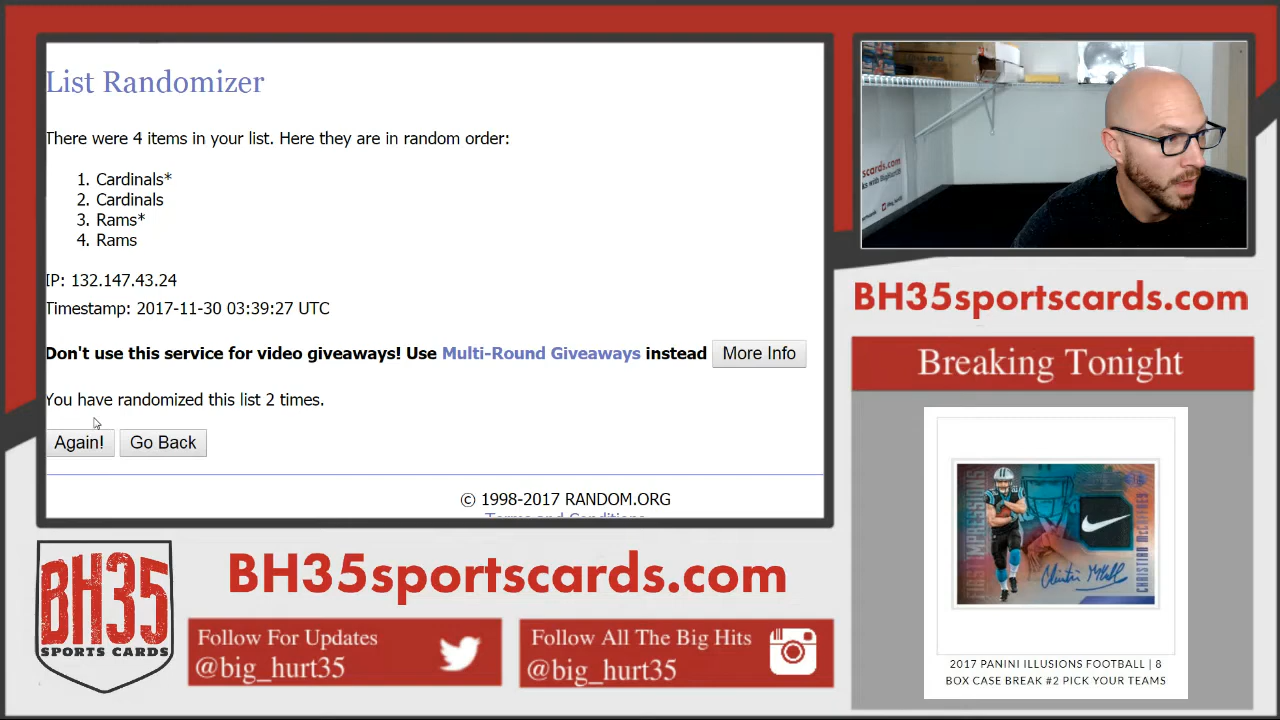 List Randomizer
There were 4 items in your list. Here they are in random order:
1. Cardinals*
2. Cardinals
3. Rams*
4. Rams
IP: 132.147.43.24
Timestamp: 2017-11-30 03:39:27 UTC
Don't use this service for video giveaways! Use Multi-Round Giveaways instead More Info
You have randomized this list 2 times.
Again! Go Back
© 1998-2017 RANDOM.ORG
Terms and Conditions
BH35sportscards.com
Breaking Tonight
FIRST IMPRESSIONS
CHRISTIAN McCAFFREY
2017 PANINI ILLUSIONS FOOTBALL | 8
BOX CASE BREAK #2 PICK YOUR TEAMS
BH35
SPORTS CARDS
BH35sportscards.com
Follow For Updates
@big_hurt35
Follow All The Big Hits
@big_hurt35